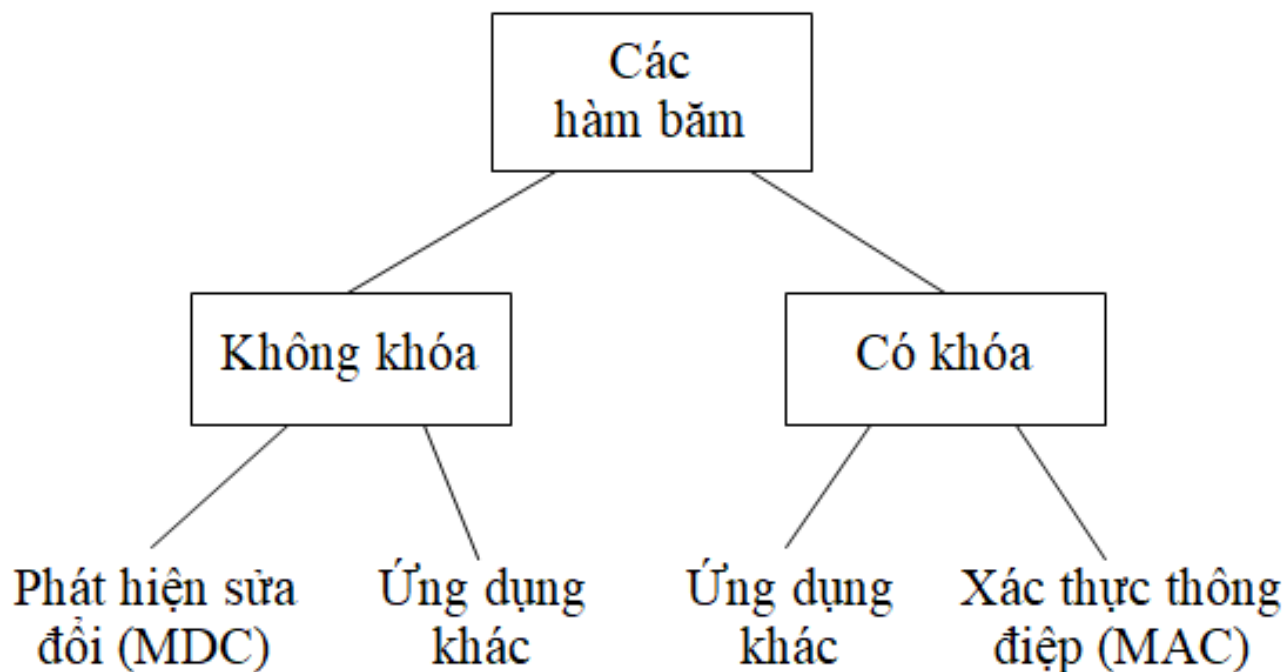 Các
hàm băm
Không khóa
Có khóa
Phát hiện sửa
đổi (MDC)
Ứng dụng
khác
Ứng dụng
khác
Xác thực thông
điệp (MAC)